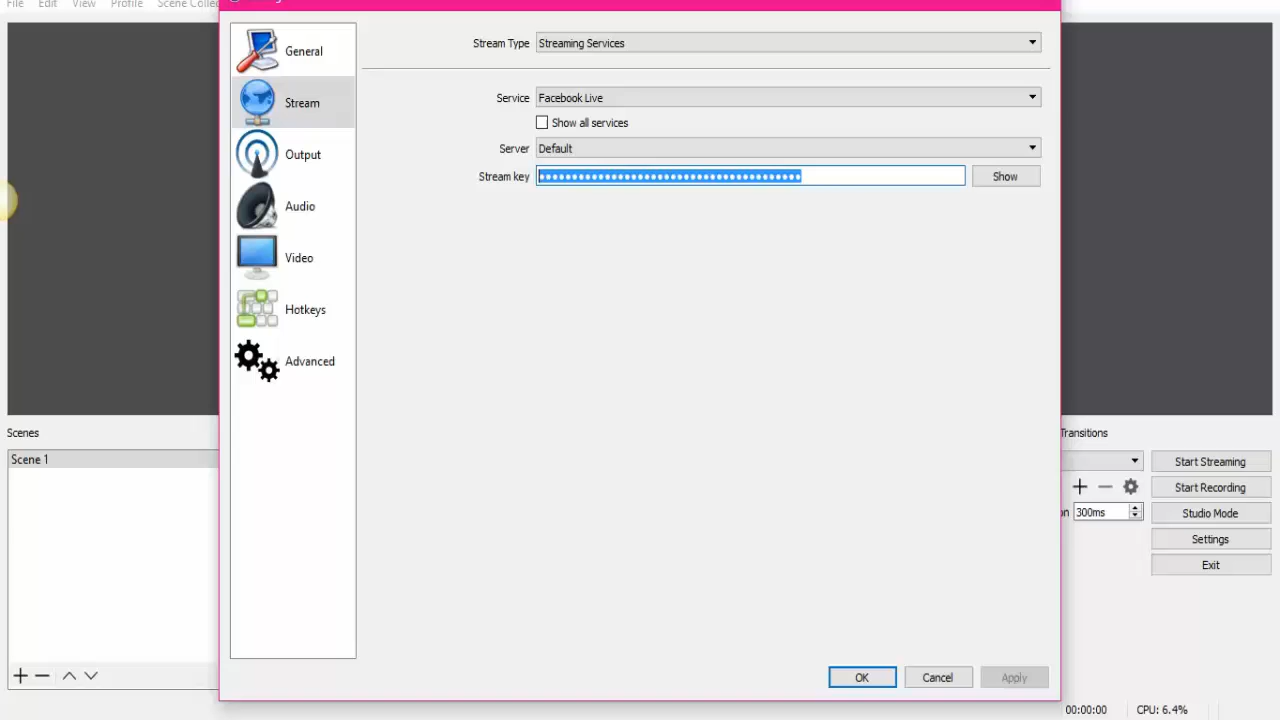 File Edit View Profile Scene Collec
General
Stream
Output
Audio
Video
Hotkeys
Advanced
Stream Type Streaming Services
Service Facebook Live
Show all services
Server Default
Stream key •••••••••••••••••••••••••••••••••••••••• Show
OK Cancel Apply
Scenes
Scene 1
Transitions
300ms
Start Streaming
Start Recording
Studio Mode
Settings
Exit
00:00:00 CPU: 6.4%